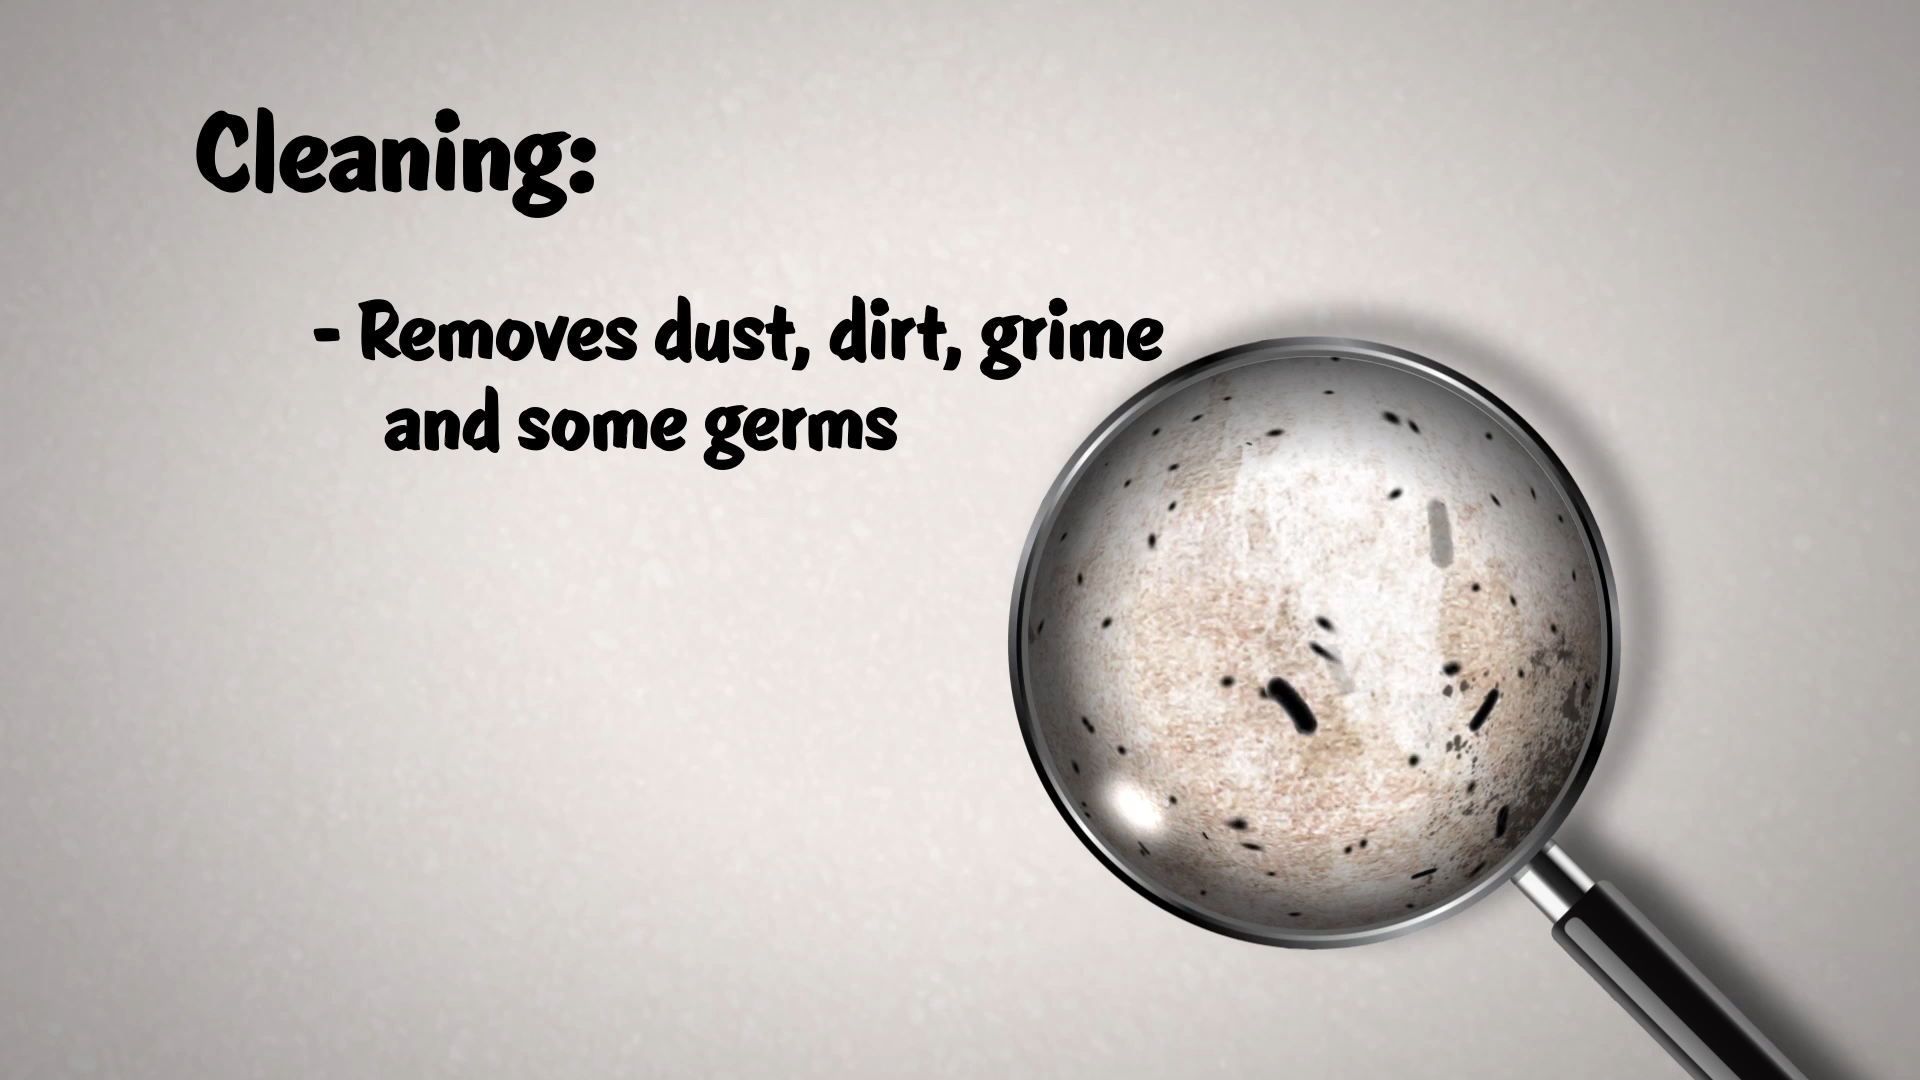 Cleaning:
- Removes dust, dirt, grime
and some germs